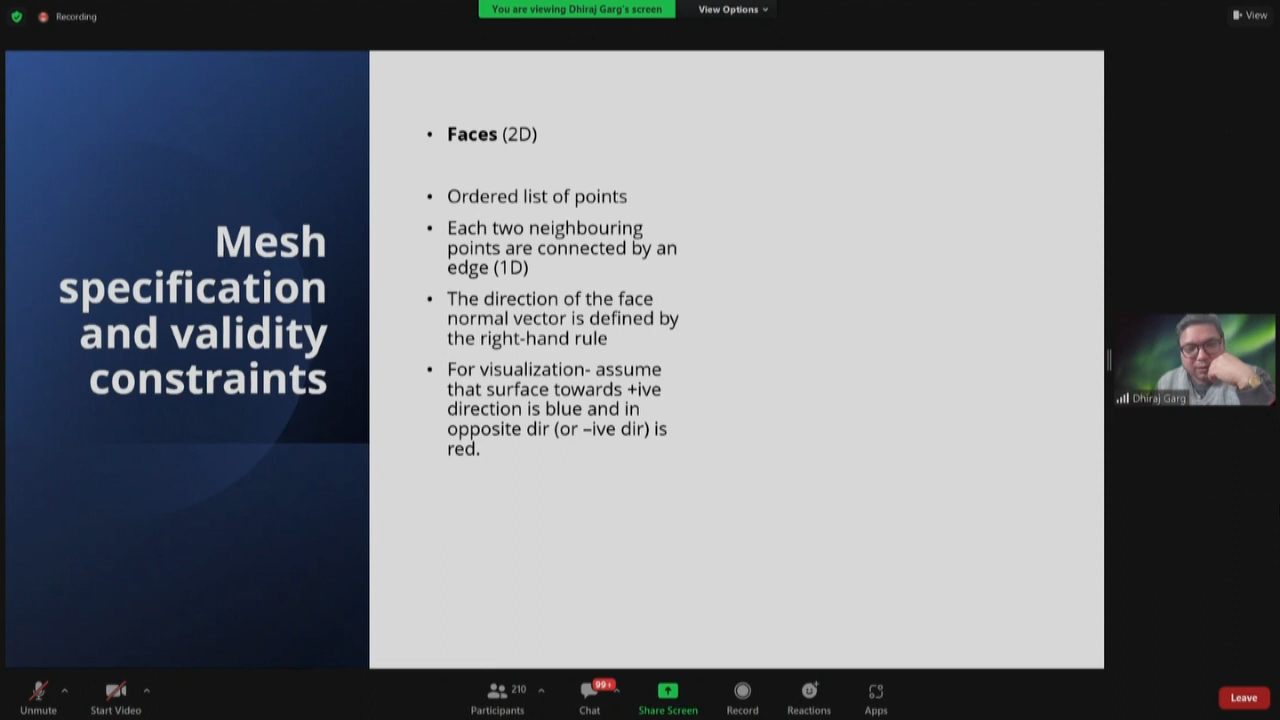 Recording
You are viewing Dhiraj Garg's screen
View Options
View
Mesh
specification
and validity
constraints
• Faces (2D)
• Ordered list of points
• Each two neighbouring
points are connected by an
edge (1D)
• The direction of the face
normal vector is defined by
the right-hand rule
• For visualization- assume
that surface towards +ive
direction is blue and in
opposite dir (or –ive dir) is
red.
Dhiraj Garg
Unmute
Start Video
210
Participants
99+
Chat
Share Screen
Record
Reactions
Apps
Leave